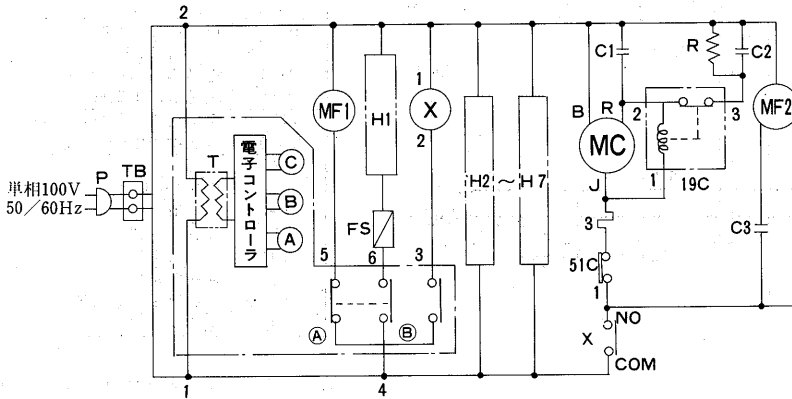 2
単相100V
50/60Hz
P
TB
T
電子コントローラ
C
B
A
MF1
H1
1
X
2
FS
5
6
3
A
B
1
4
H2
～
H7
C1
R
C2
B
R
2
3
MC
MF2
J
1
19C
3
51C
1
C3
X
NO
COM